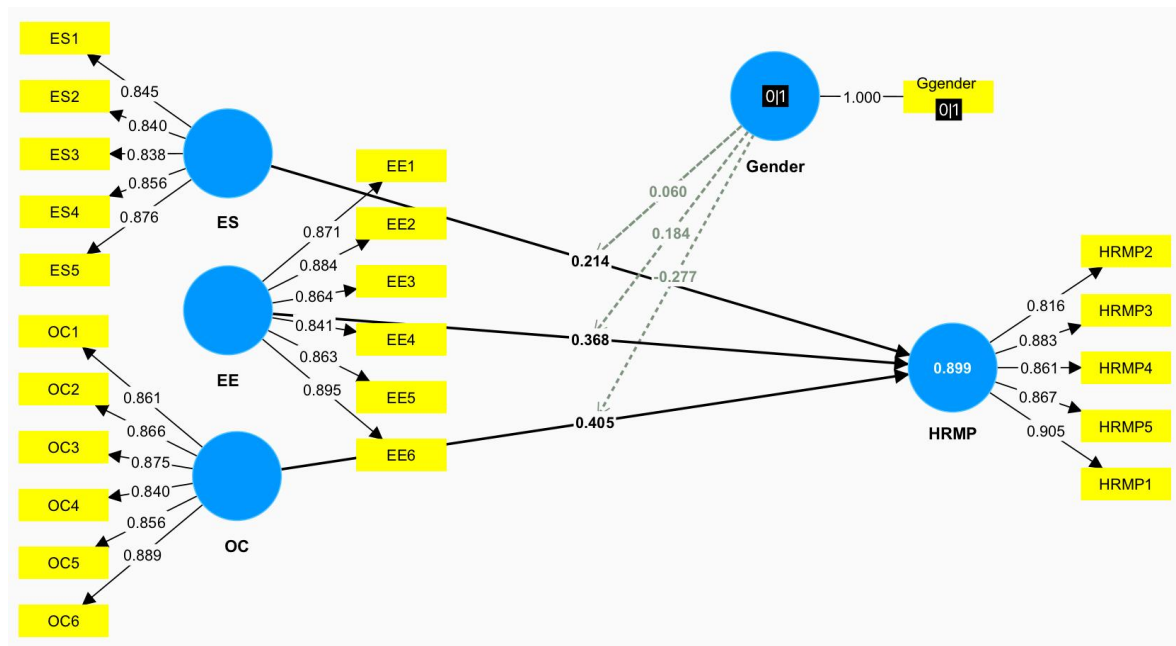 ES1
ES2
ES3
ES4
ES5
0.845
0.840
0.838
0.856
0.876
ES
EE1
EE2
EE3
EE4
EE5
EE6
0.871
0.884
0.864
0.841
0.863
0.895
EE
OC1
OC2
OC3
OC4
OC5
OC6
0.861
0.866
0.875
0.840
0.856
0.889
OC
0|1
Gender
1.000
Ggender
0|1
0.060
0.184
-0.277
0.214
0.368
0.405
0.899
HRMP
0.816
0.883
0.861
0.867
0.905
HRMP2
HRMP3
HRMP4
HRMP5
HRMP1